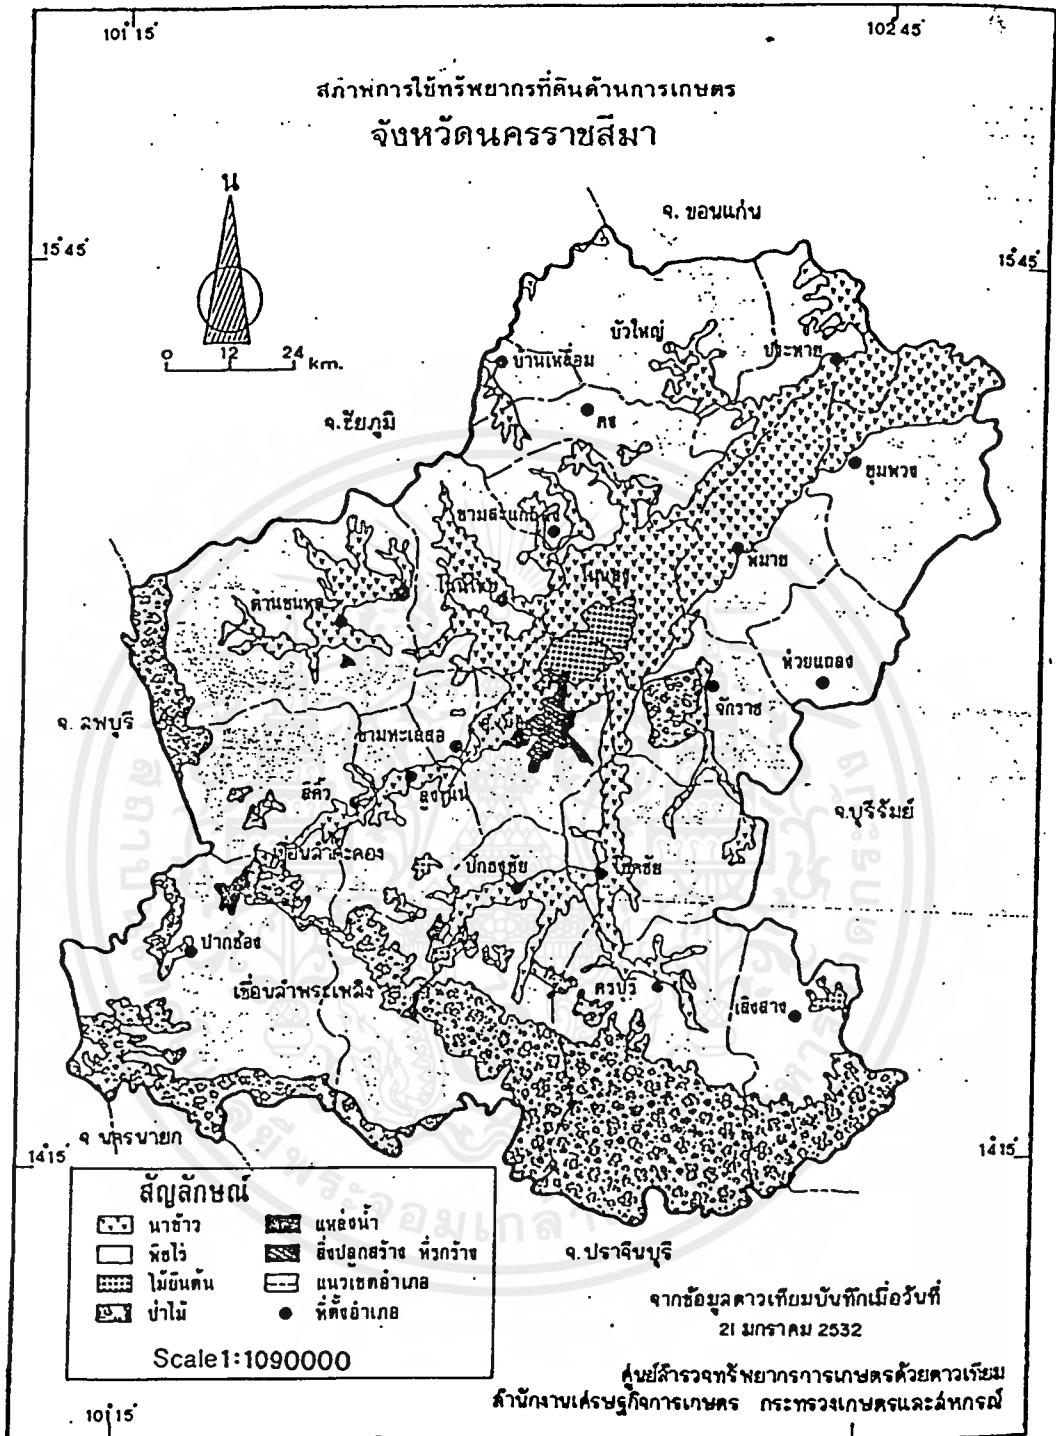 101°15'
102°45'
สภาพการใช้ทรัพยากรที่ดินด้านการเกษตร
จังหวัดนครราชสีมา
น
จ. ขอนแก่น
15°45'
15°45'
0 12 24 km.
บัวใหญ่
ประทาย
บ้านเหลื่อม
จ.ชัยภูมิ
คง
ชุมพวง
ขามสะแกแสง
พิมาย
โนนไทย
โนนสูง
ด่านขุนทด
ห้วยแถลง
จักราช
จ. ลพบุรี
ขามทะเลสอ
สูงเนิน
สีคิ้ว
จ.บุรีรัมย์
เขื่อนลำตะคอง
ปักธงชัย
โชคชัย
ปากช่อง
เขื่อนลำพระเพลิง
ครบุรี
เสิงสาง
จ นครนายก
14°15'
14°15'
สัญลักษณ์
นาข้าว
แหล่งน้ำ
พืชไร่
สิ่งปลูกสร้าง ที่รกร้าง
ไม้ยืนต้น
แนวเขตอำเภอ
ป่าไม้
ที่ตั้งอำเภอ
Scale1:1090000
จ.ปราจีนบุรี
จากข้อมูลดาวเทียมบันทึกเมื่อวันที่
21 มกราคม 2532
ศูนย์สำรวจทรัพยากรการเกษตรด้วยดาวเทียม
สำนักงานเศรษฐกิจการเกษตร กระทรวงเกษตรและสหกรณ์
10°15'